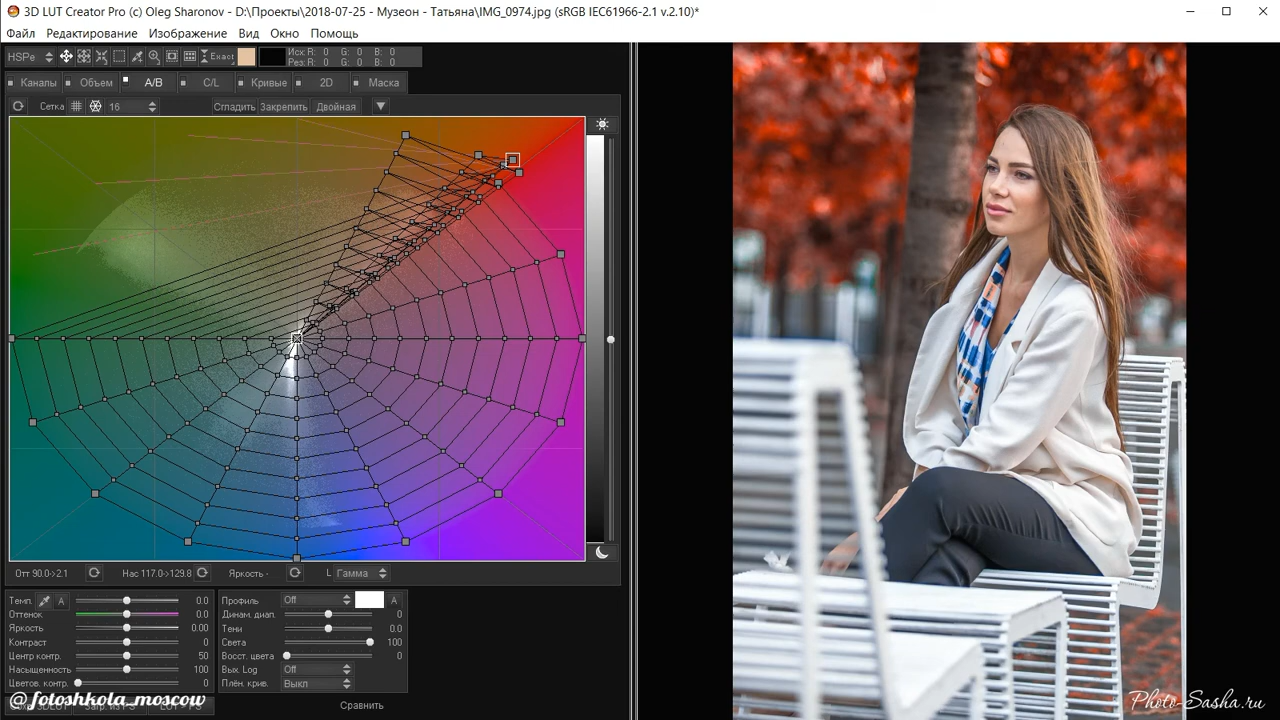 3D LUT Creator Pro (c) Oleg Sharonov - D:\Проекты\2018-07-25 - Музеон - Татьяна\IMG_0974.jpg (sRGB IEC61966-2.1 v.2.10)*
Файл Редактирование Изображение Вид Окно Помощь
HSPe Exact Исх: R: 0 G: 0 B: 0
Рез: R: 0 G: 0 B: 0
Каналы Объем A/B C/L Кривые 2D Маска
Сетка 16 Сгладить Закрепить Двойная
Отт 90.0->2.1 Нас 117.0->129.8 Яркость - L Гамма
Темп. A 0.0
Оттенок 0.0
Яркость 0.00
Контраст 0
Центр контр. 50
Насыщенность 100
Цветов. контр. 0
Профиль Off A
Динам. диап. 0
Тени 0.0
Света 100
Восст. цвета 0
Вых. Log Off
Плён. крив. Выкл
@fotoshkola_moscow
Сравнить
Photo-Sasha.ru